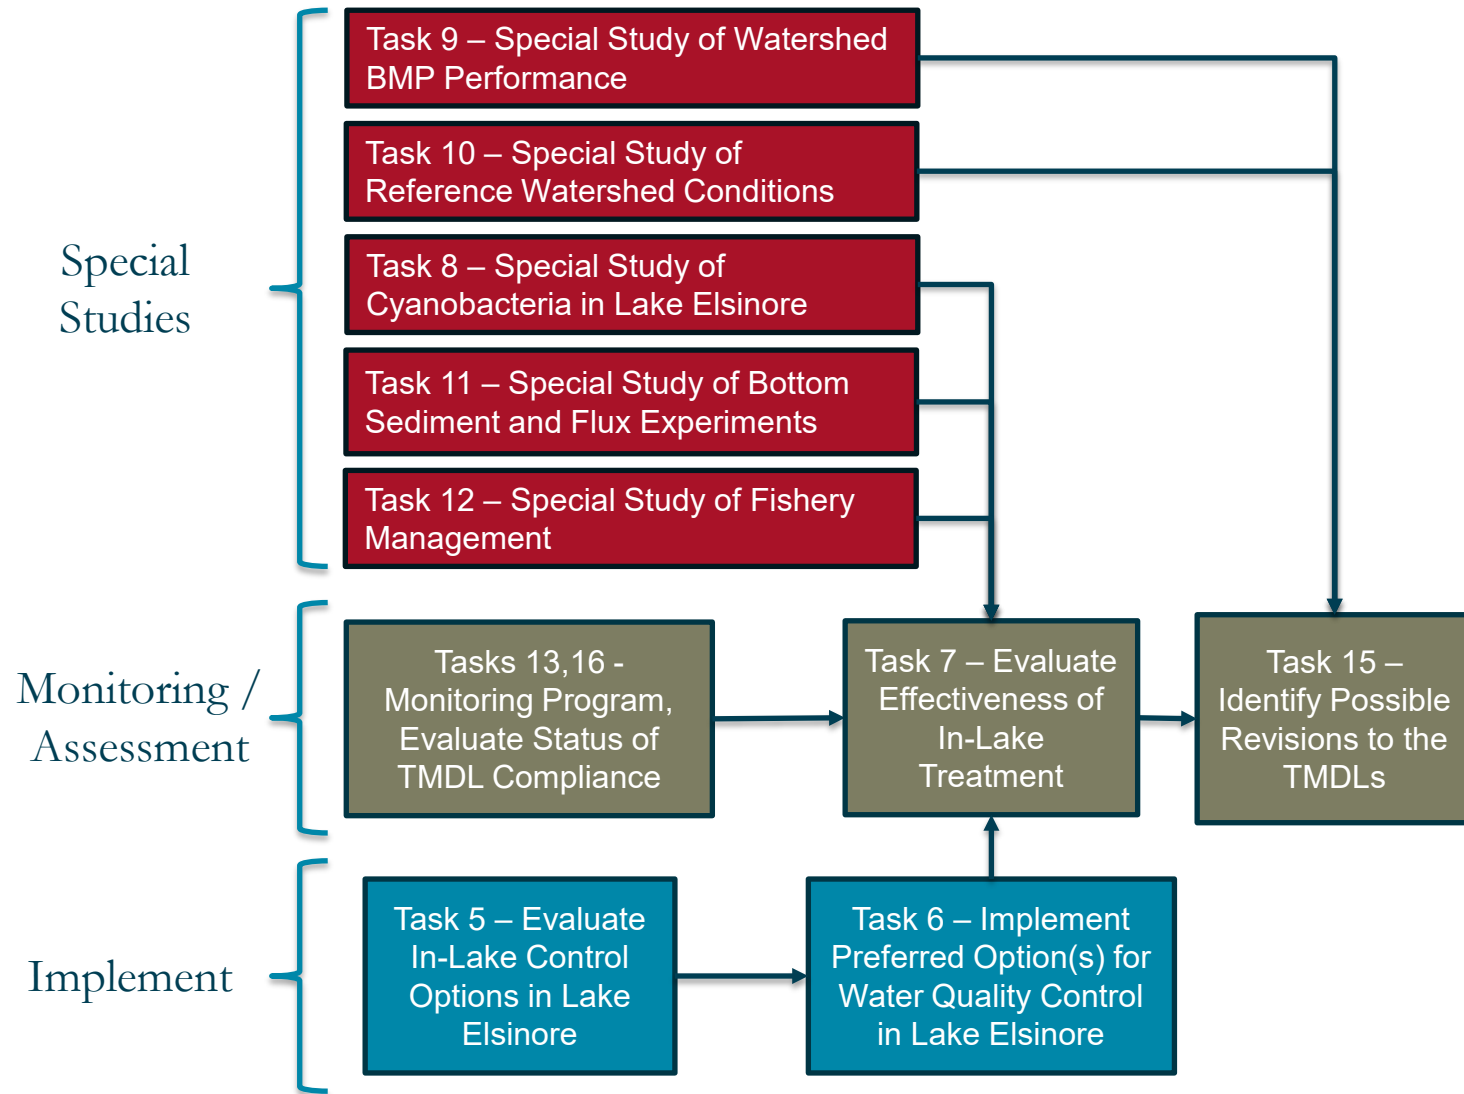 Special
Studies
Task 9 – Special Study of Watershed
BMP Performance
Task 10 – Special Study of
Reference Watershed Conditions
Task 8 – Special Study of
Cyanobacteria in Lake Elsinore
Task 11 – Special Study of Bottom
Sediment and Flux Experiments
Task 12 – Special Study of Fishery
Management
Monitoring /
Assessment
Tasks 13,16 -
Monitoring Program,
Evaluate Status of
TMDL Compliance
Task 7 – Evaluate
Effectiveness of
In-Lake
Treatment
Task 15 –
Identify Possible
Revisions to the
TMDLs
Implement
Task 5 – Evaluate
In-Lake Control
Options in Lake
Elsinore
Task 6 – Implement
Preferred Option(s) for
Water Quality Control
in Lake Elsinore